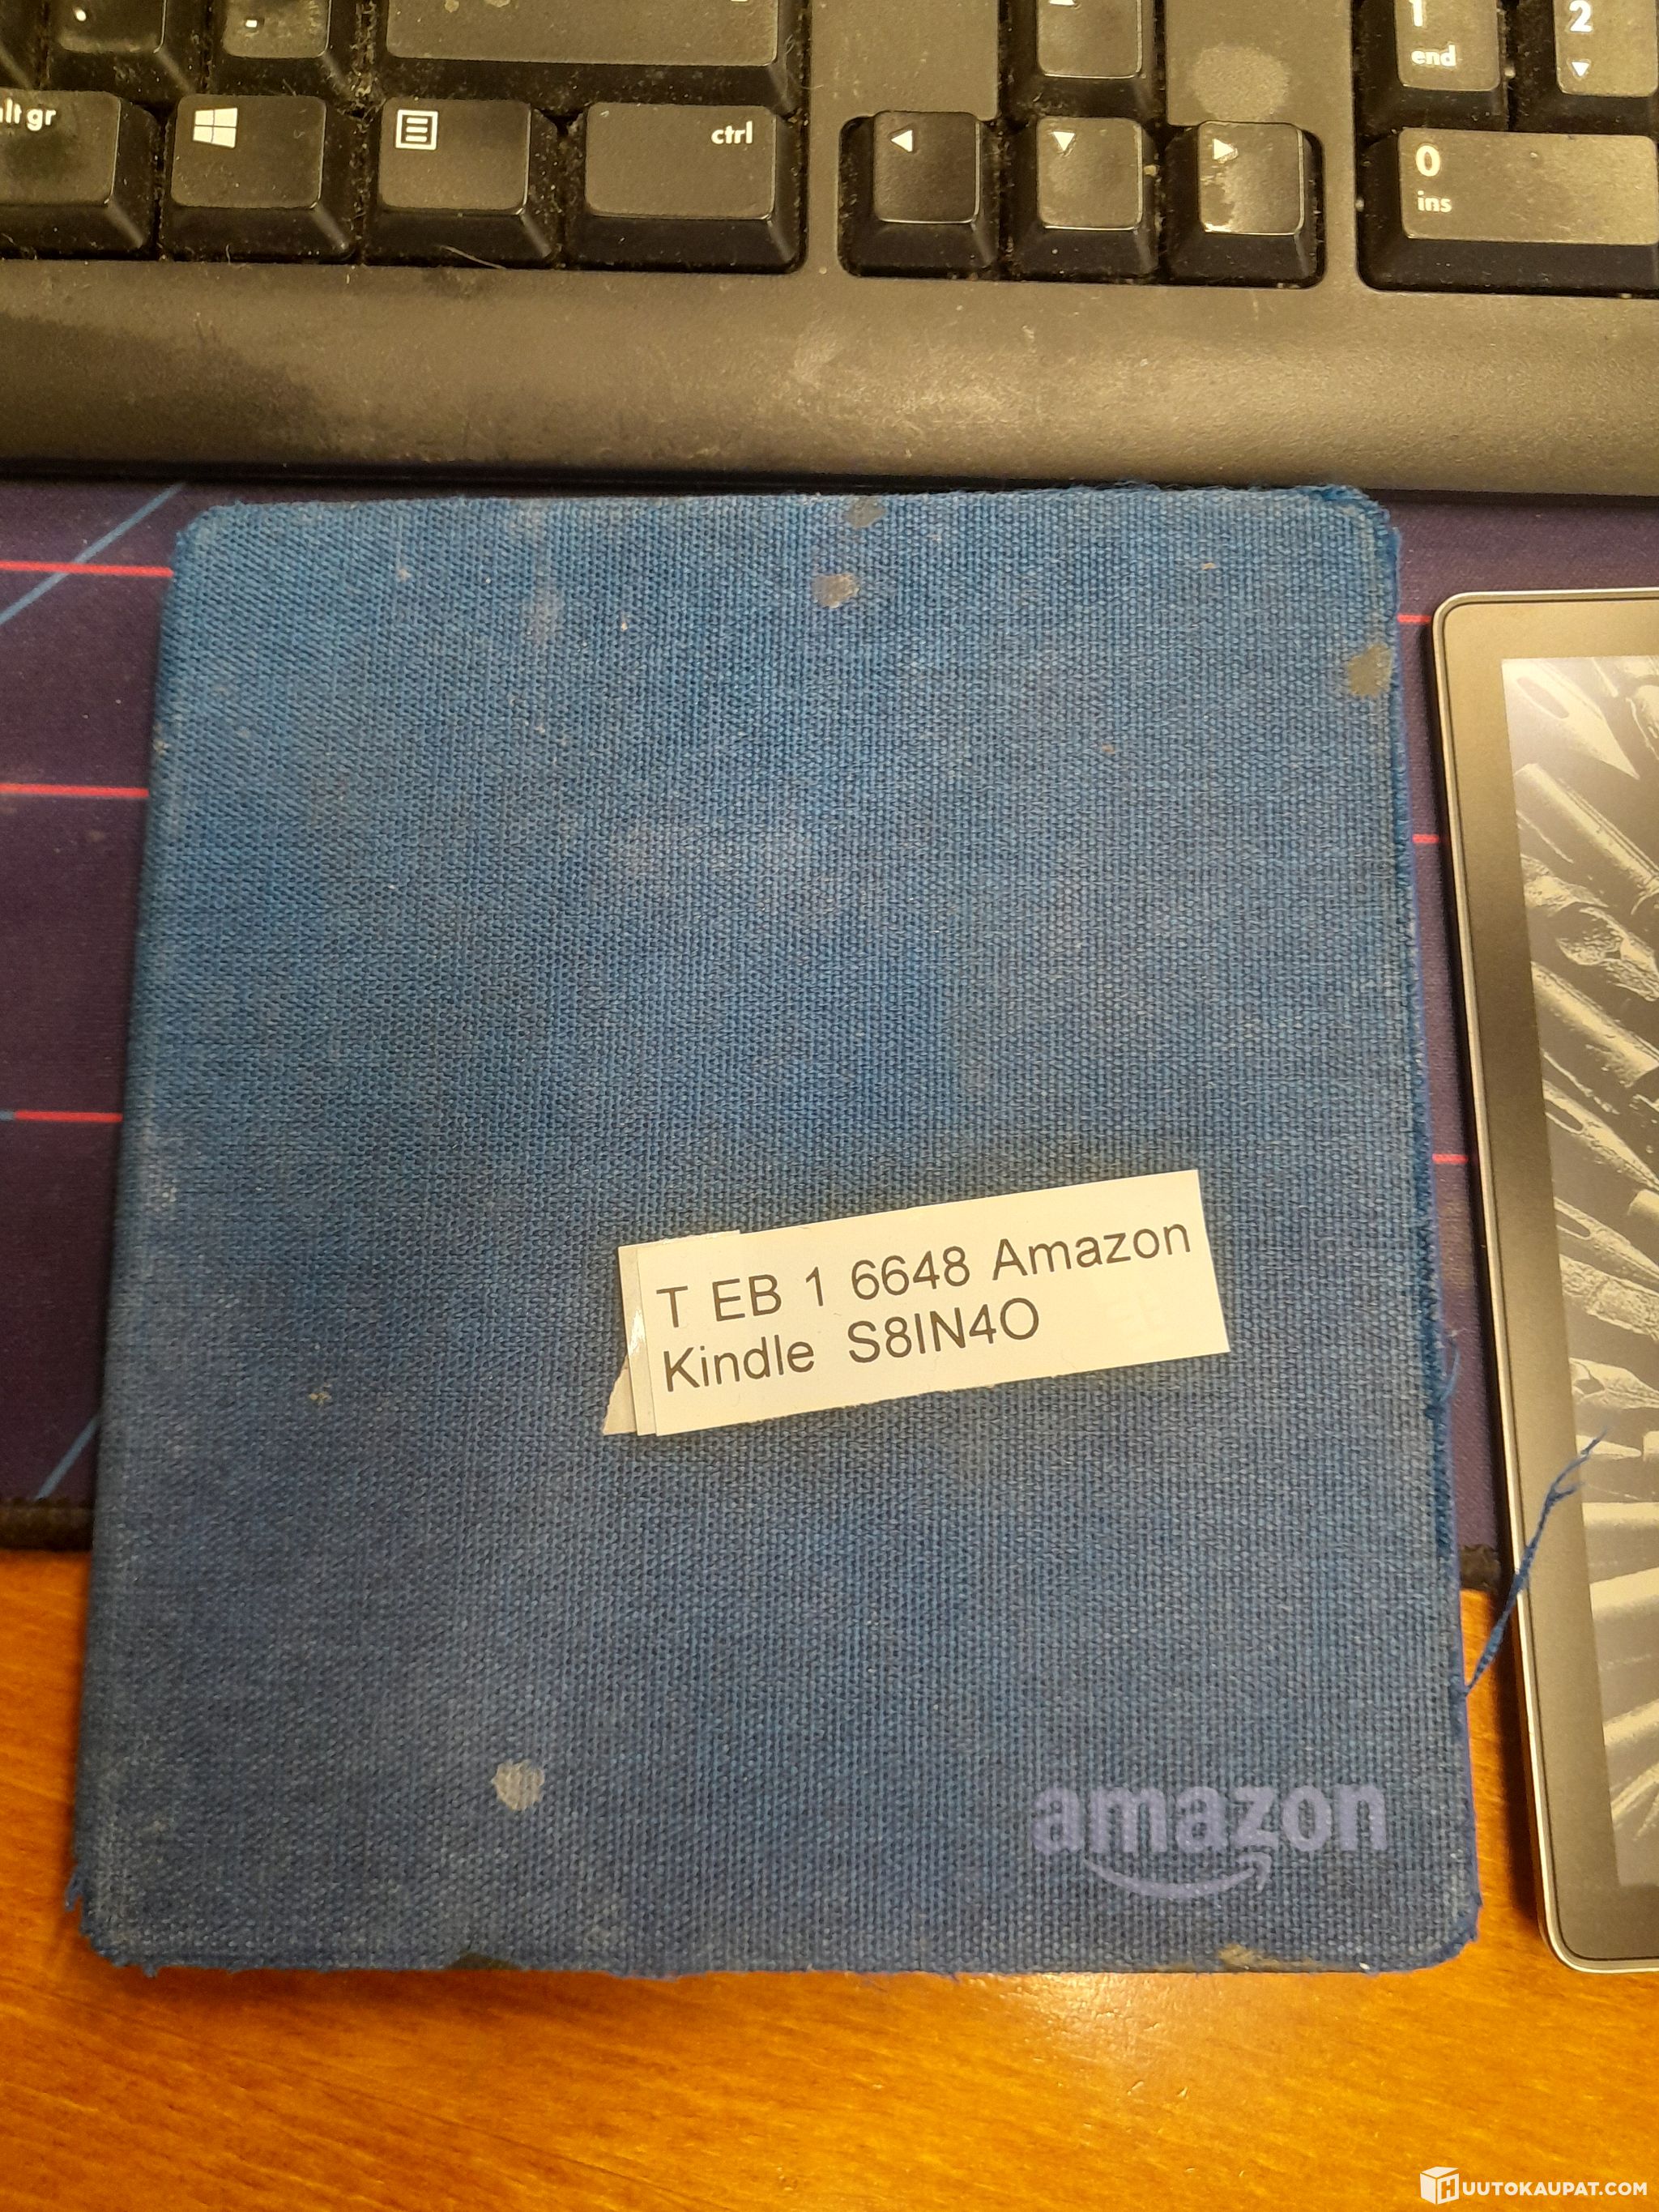 alt gr
ctrl
1
end
2
0
ins
T EB 1 6648 Amazon
Kindle S8IN4O
amazon
HUUTOKAUPAT.COM